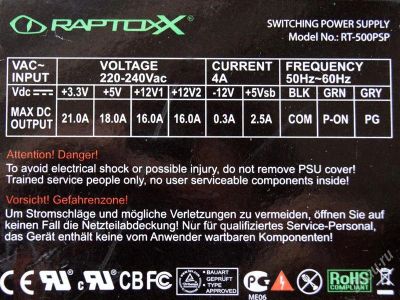 RAPTOXX
SWITCHING POWER SUPPLY
Model No.: RT-500PSP
VAC~ INPUT VOLTAGE 220-240Vac CURRENT 4A FREQUENCY 50Hz~60Hz
Vdc +3.3V +5V +12V1 +12V2 -12V +5Vsb BLK GRN GRY
MAX DC OUTPUT 21.0A 18.0A 16.0A 16.0A 0.3A 2.5A COM P-ON PG
Attention! Danger!
To avoid electrical shock or possible injury, do not remove PSU cover!
Trained service people only, no user serviceable components inside!
Vorsicht! Gefahrenzone!
Um Stromschläge und mögliche Verletzungen zu vermeiden, öffnen Sie auf
keinen Fall die Netzteilabdeckung! Nur für qualifiziertes Service-Personal,
das Gerät enthält keine vom Anwender wartbaren Komponenten!
CE c RU US c UL US CB FC BAUART GEPRÜFT TYPE APPROVED ME06 RoHS COMPLIANT